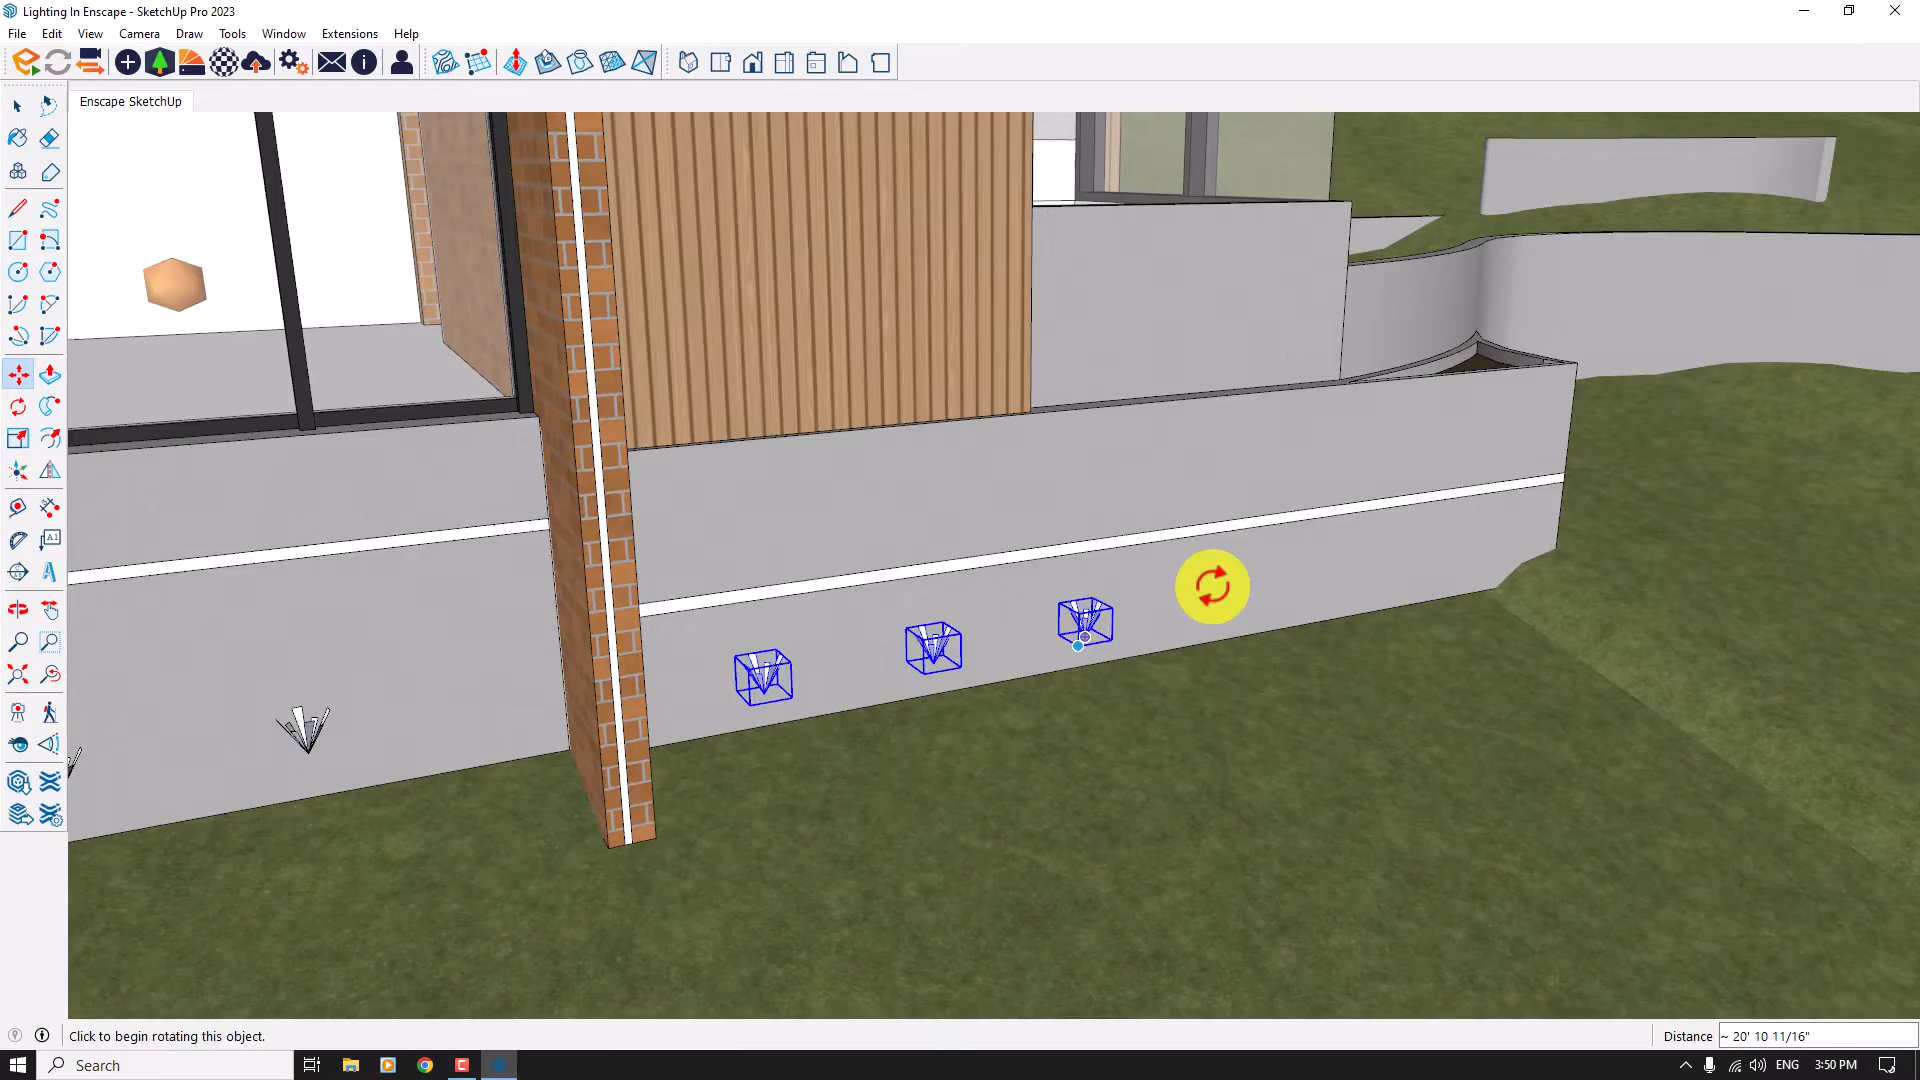 Lighting In Enscape - SketchUp Pro 2023
File Edit View Camera Draw Tools Window Extensions Help
Enscape SketchUp
A1
A
Click to begin rotating this object.
Distance ~ 20' 10 11/16"
Search
ENG 3:50 PM